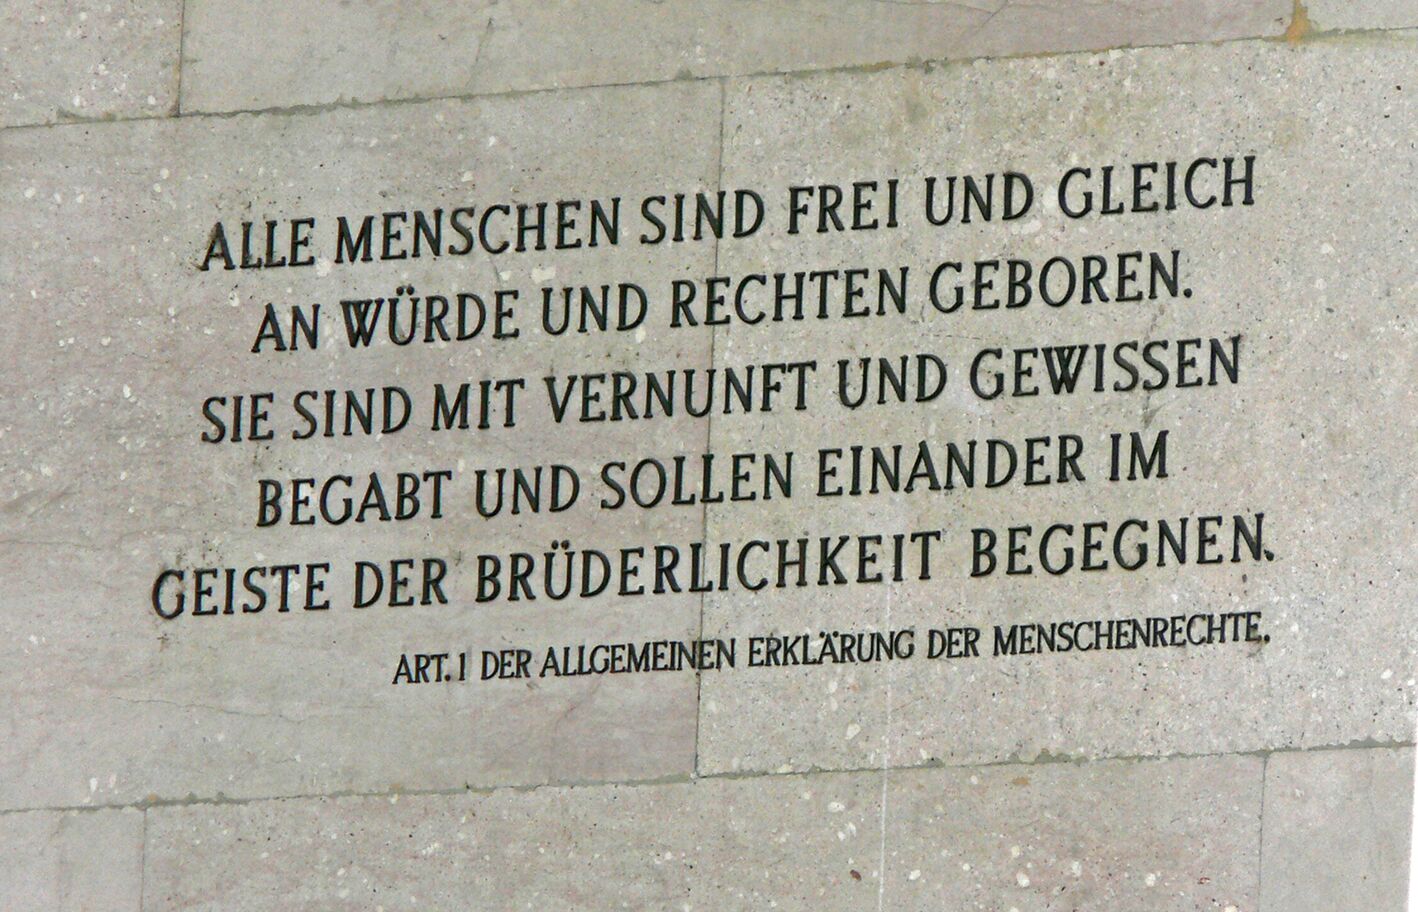 ALLE MENSCHEN SIND FREI UND GLEICH
AN WÜRDE UND RECHTEN GEBOREN.
SIE SIND MIT VERNUNFT UND GEWISSEN
BEGABT UND SOLLEN EINANDER IM
GEISTE DER BRÜDERLICHKEIT BEGEGNEN.
ART. 1 DER ALLGEMEINEN ERKLÄRUNG DER MENSCHENRECHTE.